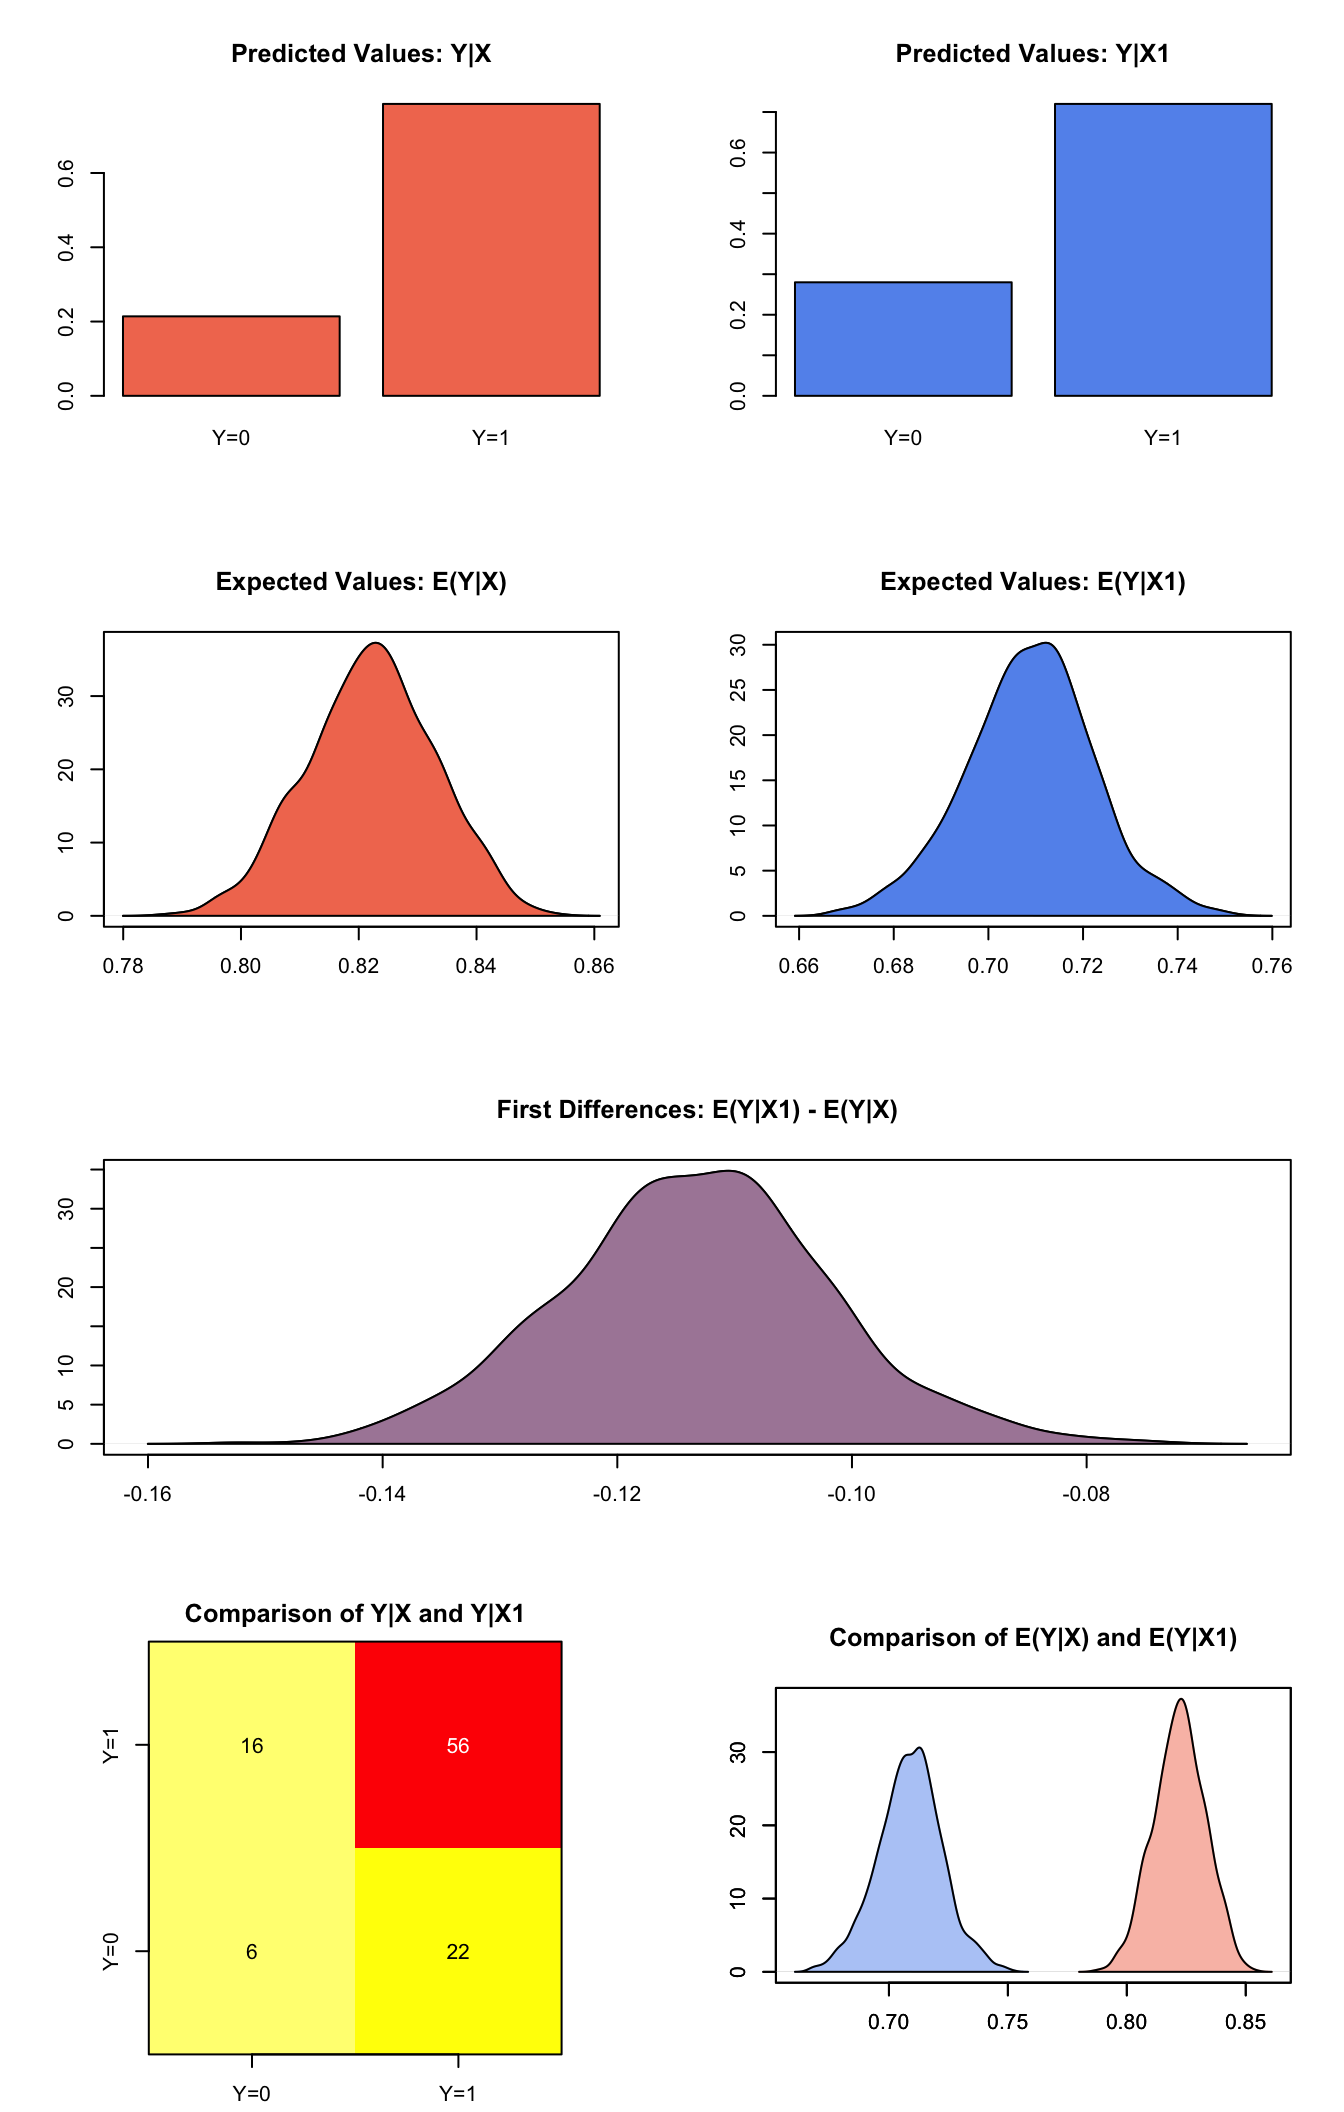 Predicted Values: Y|X
0.0 0.2 0.4 0.6
Y=0 Y=1
Predicted Values: Y|X1
0.0 0.2 0.4 0.6
Y=0 Y=1
Expected Values: E(Y|X)
0 10 20 30
0.78 0.80 0.82 0.84 0.86
Expected Values: E(Y|X1)
0 5 10 15 20 25 30
0.66 0.68 0.70 0.72 0.74 0.76
First Differences: E(Y|X1) - E(Y|X)
0 5 10 20 30
-0.16 -0.14 -0.12 -0.10 -0.08
Comparison of Y|X and Y|X1
Y=0 Y=1
16 56
6 22
Y=0 Y=1
Comparison of E(Y|X) and E(Y|X1)
0 10 20 30
0.70 0.75 0.80 0.85